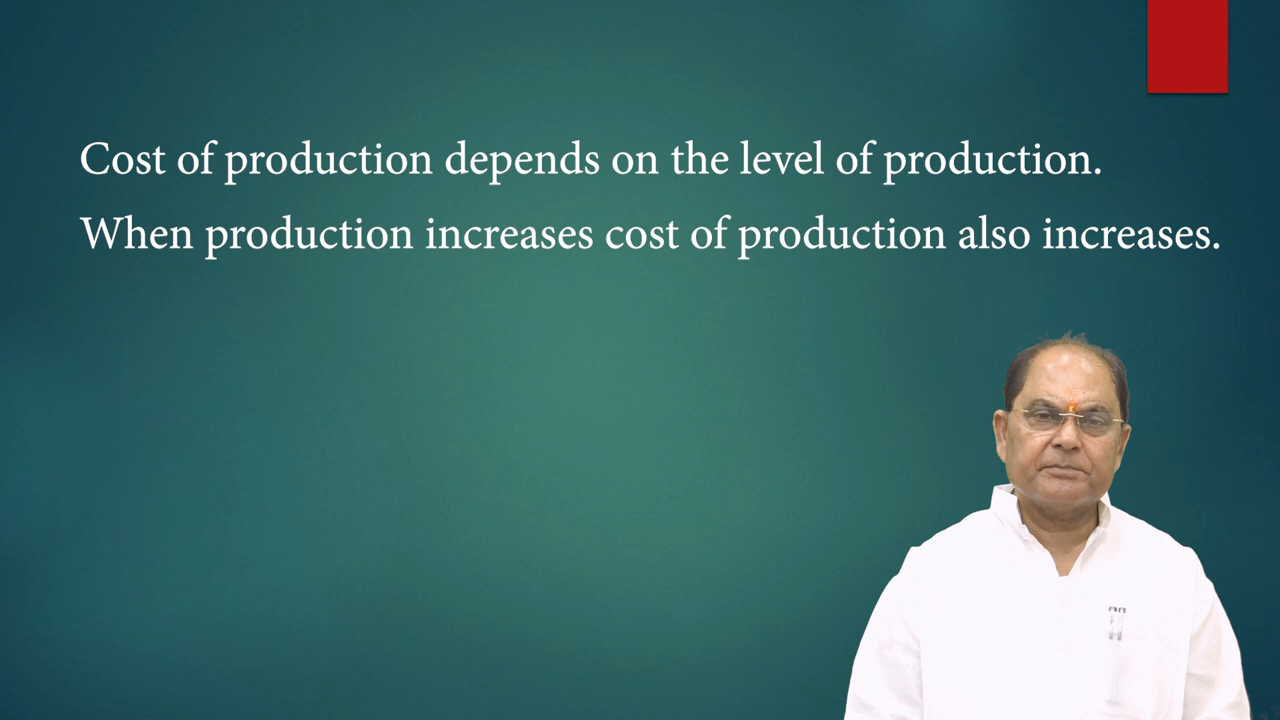 Cost of production depends on the level of production.
When production increases cost of production also increases.